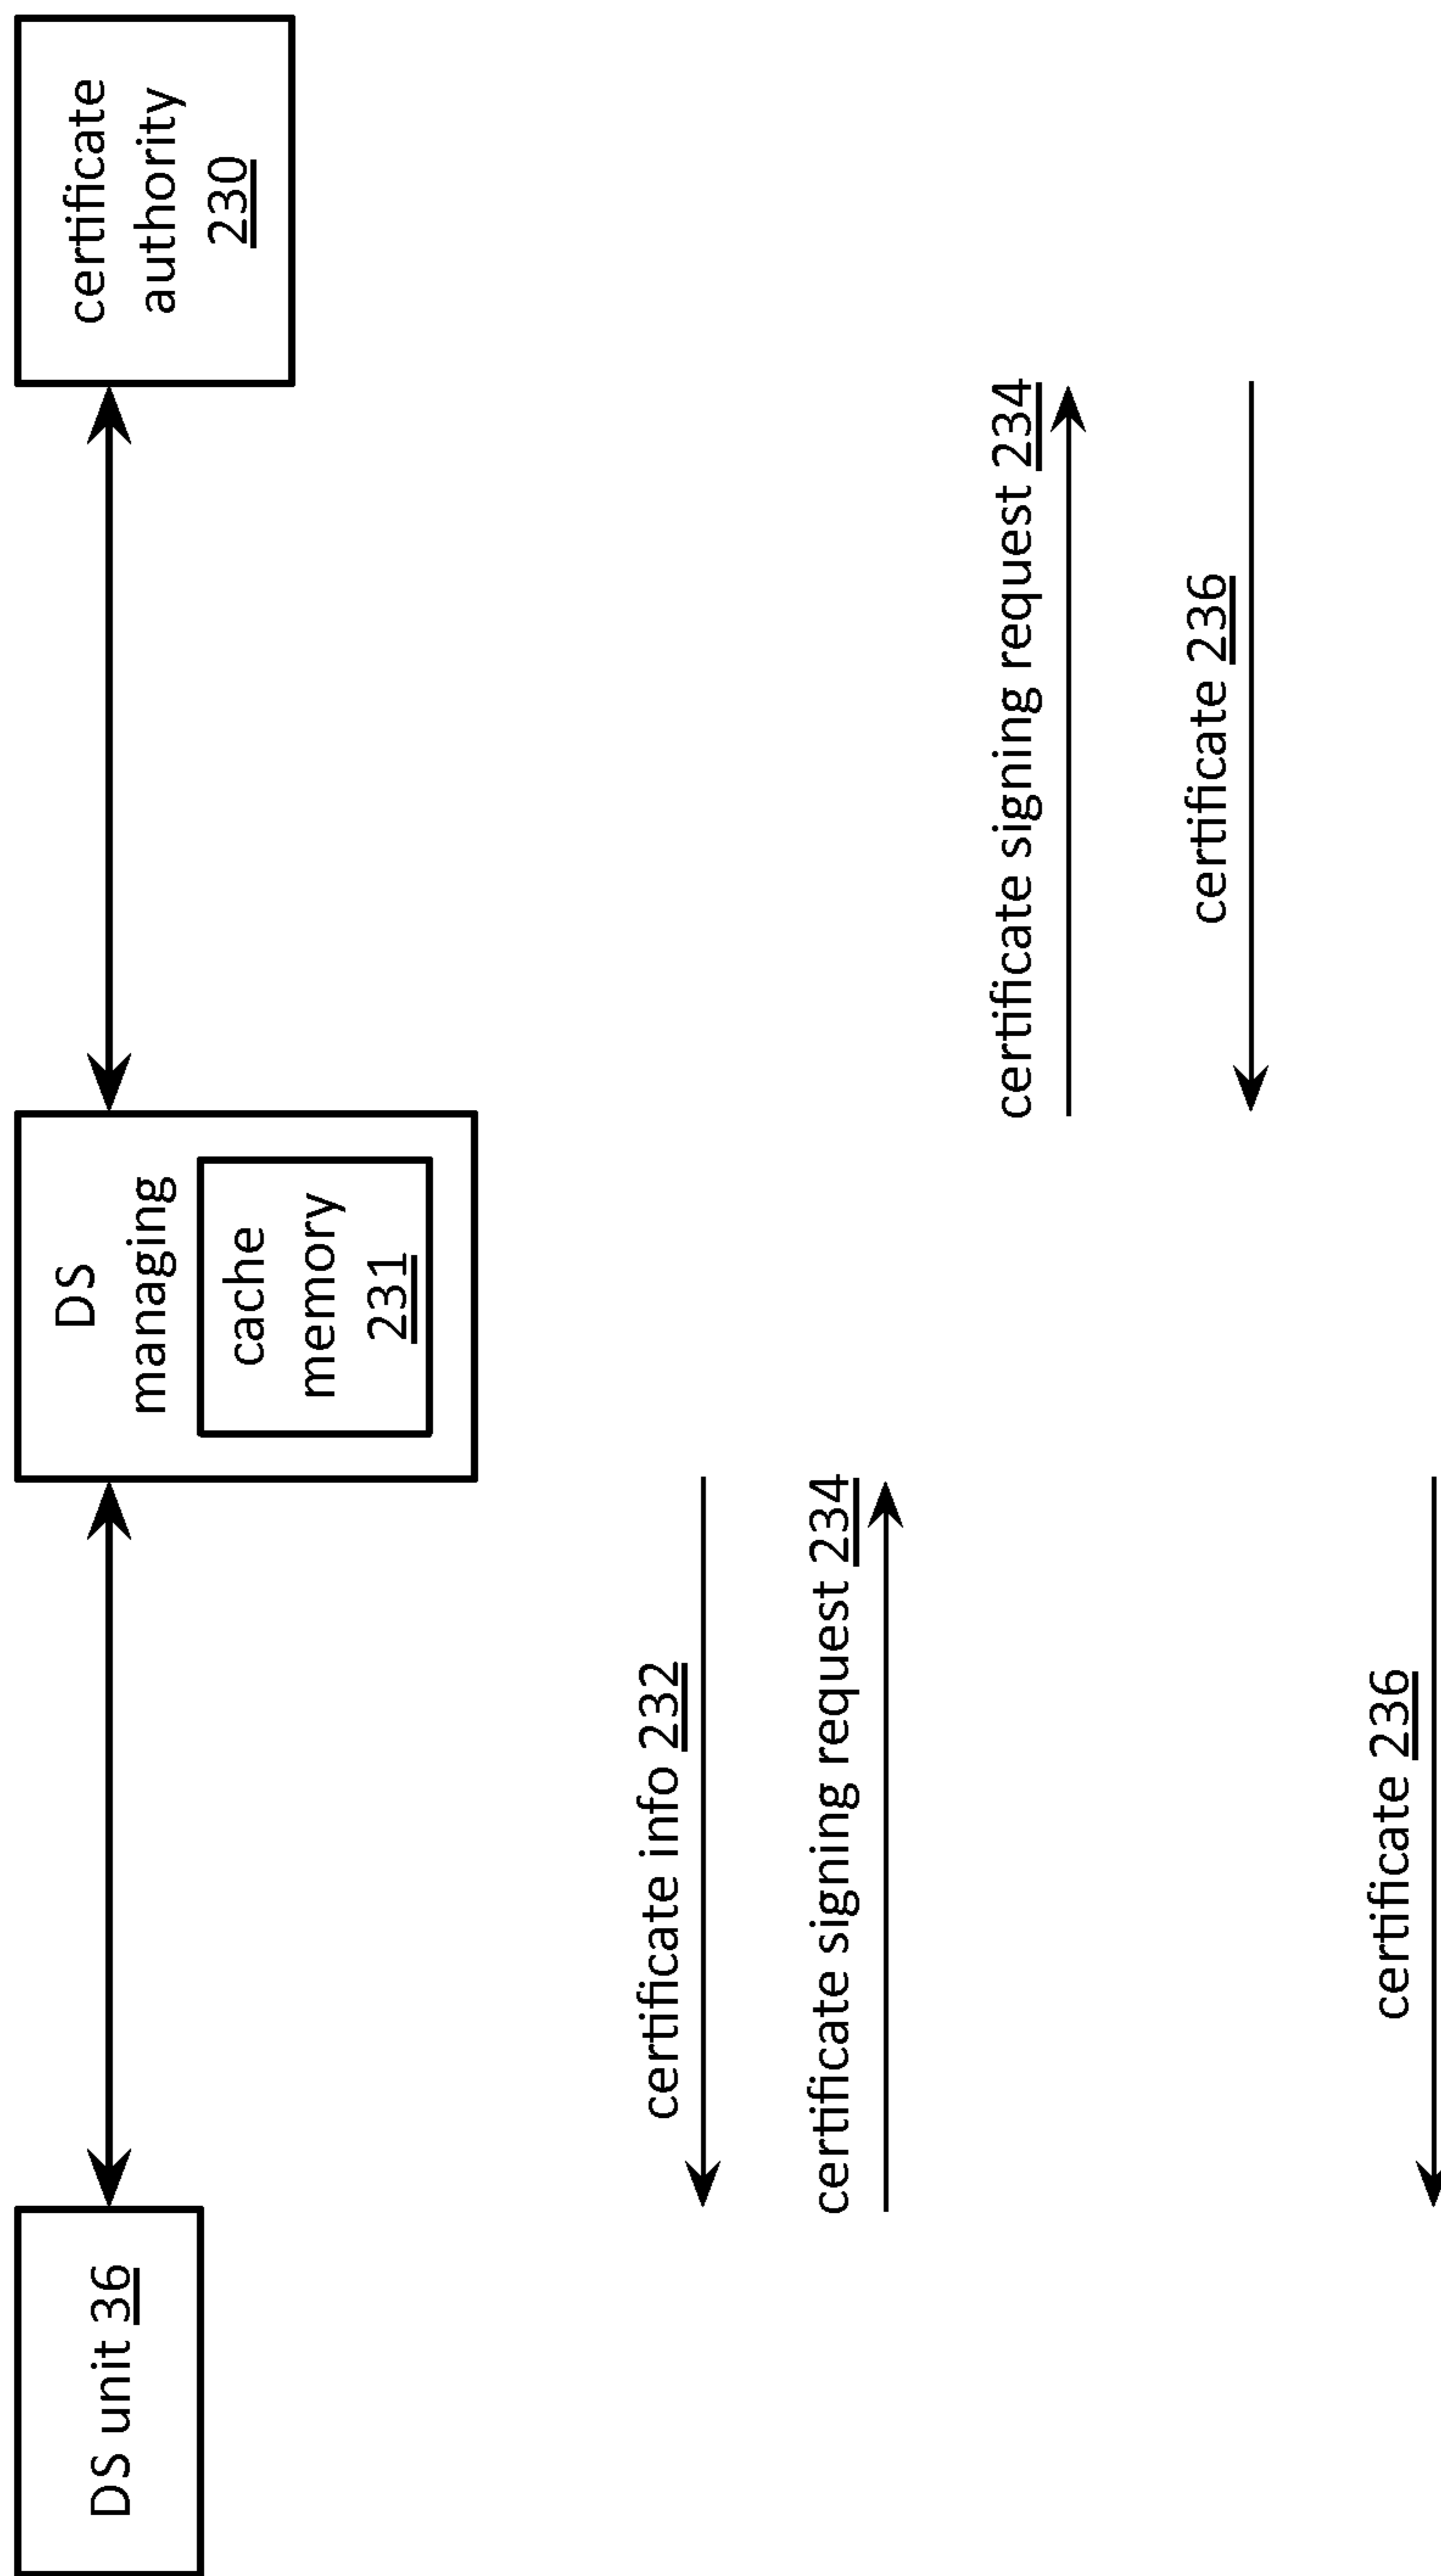 DS unit 36
DS
managing
cache
memory
231
certificate
authority
230
certificate info 232
certificate signing request 234
certificate signing request 234
certificate 236
certificate 236